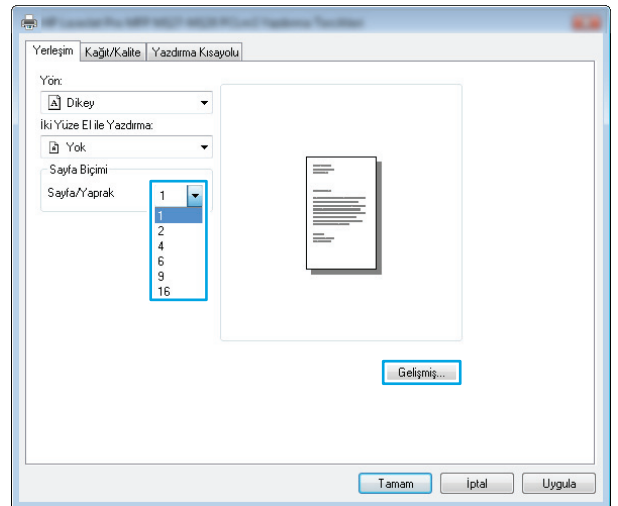 Yerleşim Kağıt/Kalite Yazdırma Kısayolu
Yön:
Dikey
İki Yüze El ile Yazdırma:
Yok
Sayfa Biçimi
Sayfa/Yaprak 1
1
2
4
6
9
16
Gelişmiş...
Tamam İptal Uygula